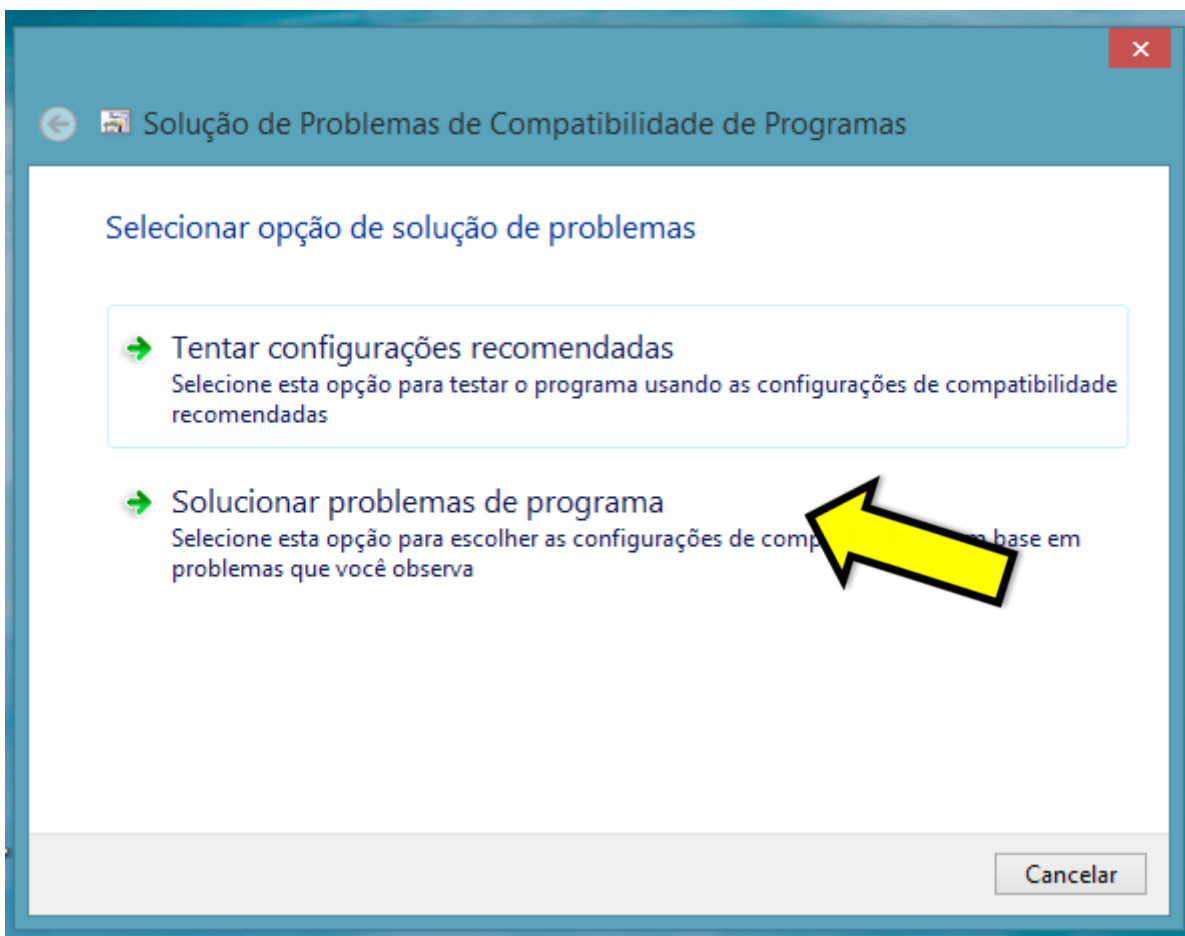 Solução de Problemas de Compatibilidade de Programas
Selecionar opção de solução de problemas
Tentar configurações recomendadas
Selecione esta opção para testar o programa usando as configurações de compatibilidade
recomendadas
Solucionar problemas de programa
Selecione esta opção para escolher as configurações de base em
problemas que você observa
Cancelar